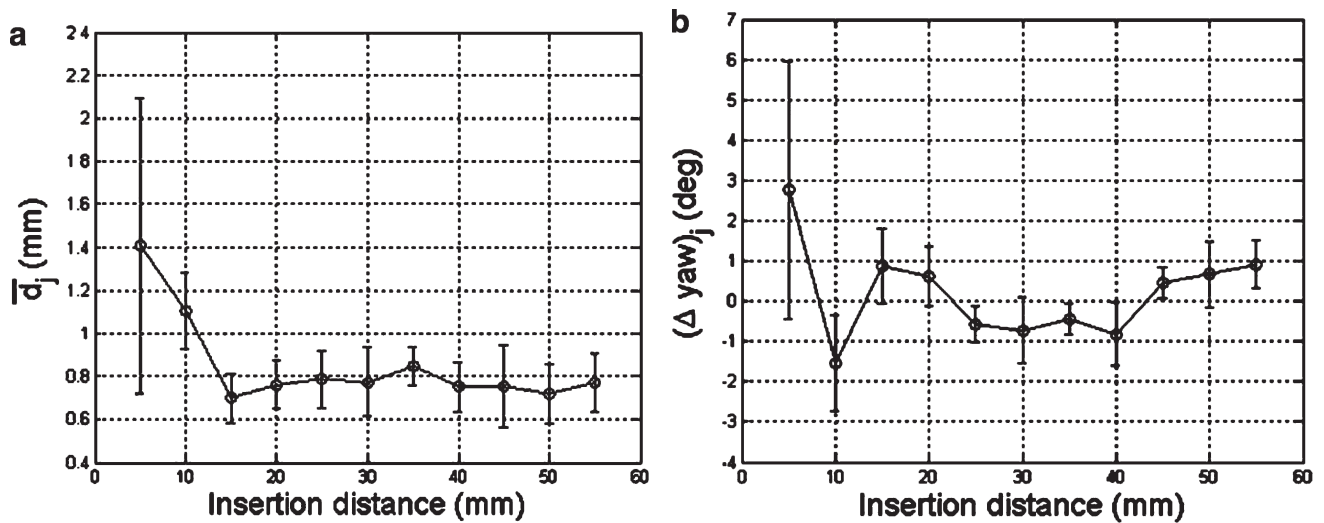 a
2.4
2.2
2
1.8
1.6
1.4
1.2
1
0.8
0.6
0.4
0 10 20 30 40 50 60
Insertion distance (mm)
d̅j (mm)
b
7
6
5
4
3
2
1
0
-1
-2
-3
-4
0 10 20 30 40 50 60
Insertion distance (mm)
(Δ yaw)j (deg)